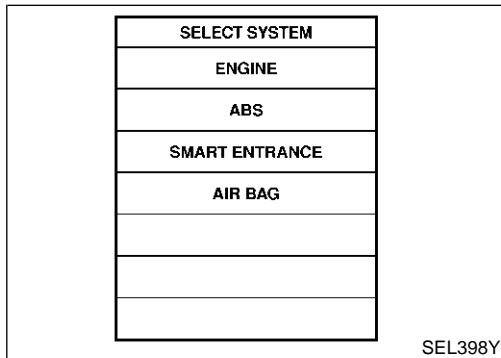 SELECT SYSTEM
ENGINE
ABS
SMART ENTRANCE
AIR BAG
SEL398Y